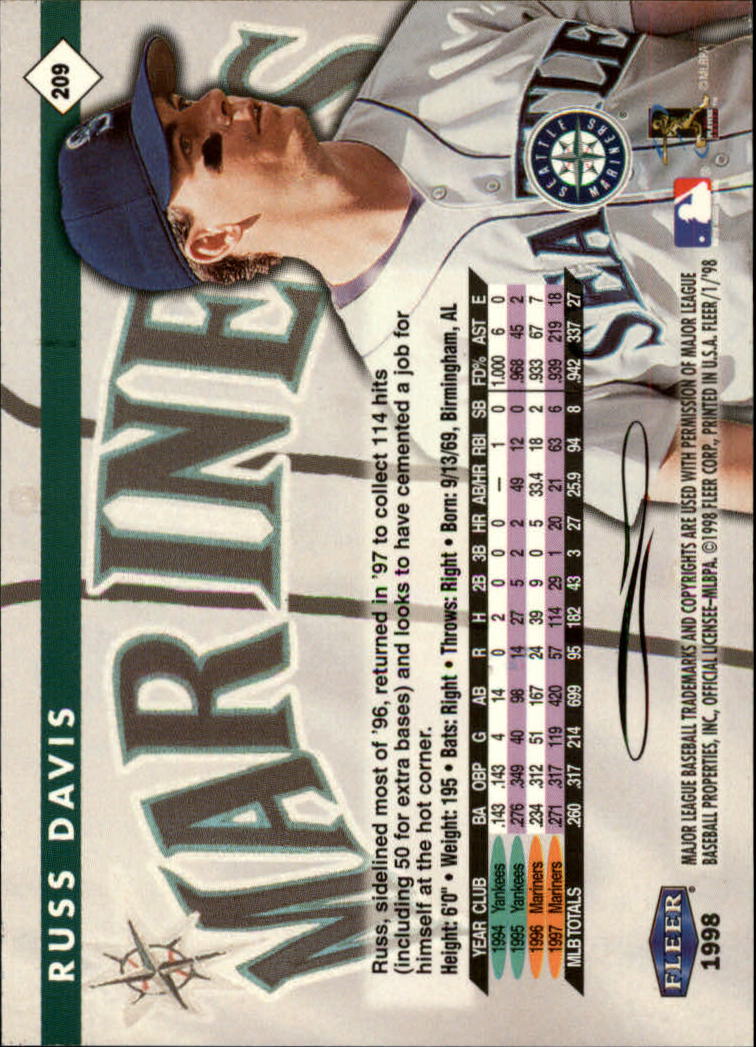 209
RUSS DAVIS
MARINERS
SEATTLE
SEATTLE MARINERS
©MLBPA
Russ, sidelined most of '96, returned in '97 to collect 114 hits
(including 50 for extra bases) and looks to have cemented a job for
himself at the hot corner.
Height: 6'0" • Weight: 195 • Bats: Right • Throws: Right • Born: 9/13/69, Birmingham, AL
YEAR CLUB BA OBP G AB R H 2B 3B HR AB/HR RBI SB FD% AST E
1994 Yankees .143 .143 4 14 0 2 0 0 0 — 1 0 1.000 6 0
1995 Yankees .276 .349 40 98 14 27 5 2 2 49 12 0 .968 45 2
1996 Mariners .234 .312 51 167 24 39 9 0 5 33.4 18 2 .933 67 7
1997 Mariners .271 .317 119 420 57 114 29 1 20 21 63 6 .939 219 18
MLB TOTALS .260 .317 214 699 95 182 43 3 27 25.9 94 8 .942 337 27
FLEER®
1998
MAJOR LEAGUE BASEBALL TRADEMARKS AND COPYRIGHTS ARE USED WITH PERMISSION OF MAJOR LEAGUE
BASEBALL PROPERTIES, INC, OFFICIAL LICENSEE–MLBPA. ©1998 FLEER CORP., PRINTED IN U.S.A. FLEER/1/'98